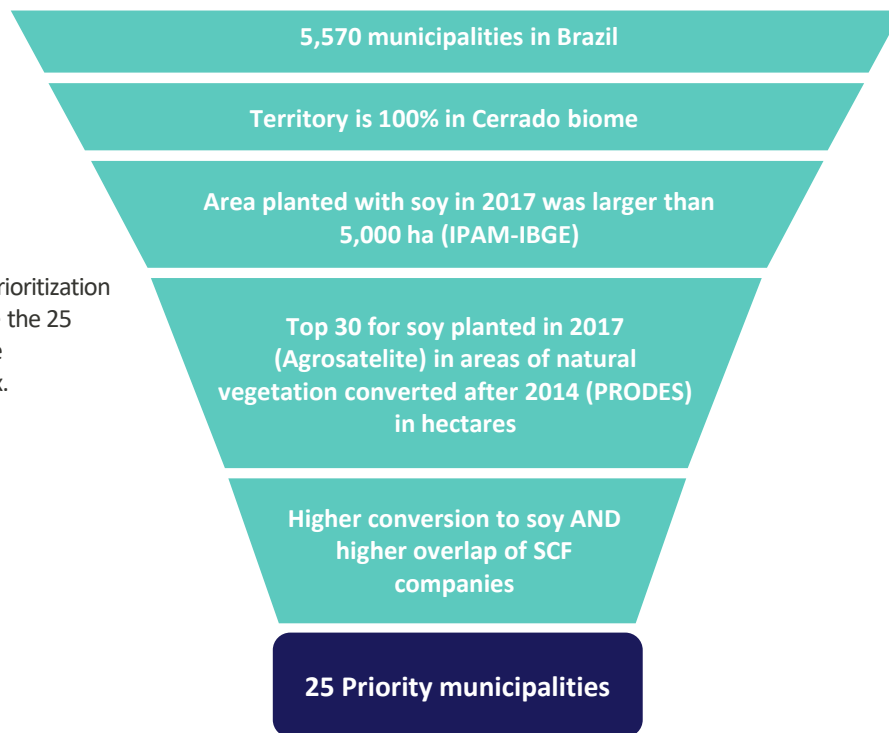 5,570 municipalities in Brazil
Territory is 100% in Cerrado biome
Area planted with soy in 2017 was larger than
5,000 ha (IPAM-IBGE)
rioritization
the 25
Top 30 for soy planted in 2017
(Agrosatelite) in areas of natural
vegetation converted after 2014 (PRODES)
in hectares
Higher conversion to soy AND
higher overlap of SCF
companies
25 Priority municipalities